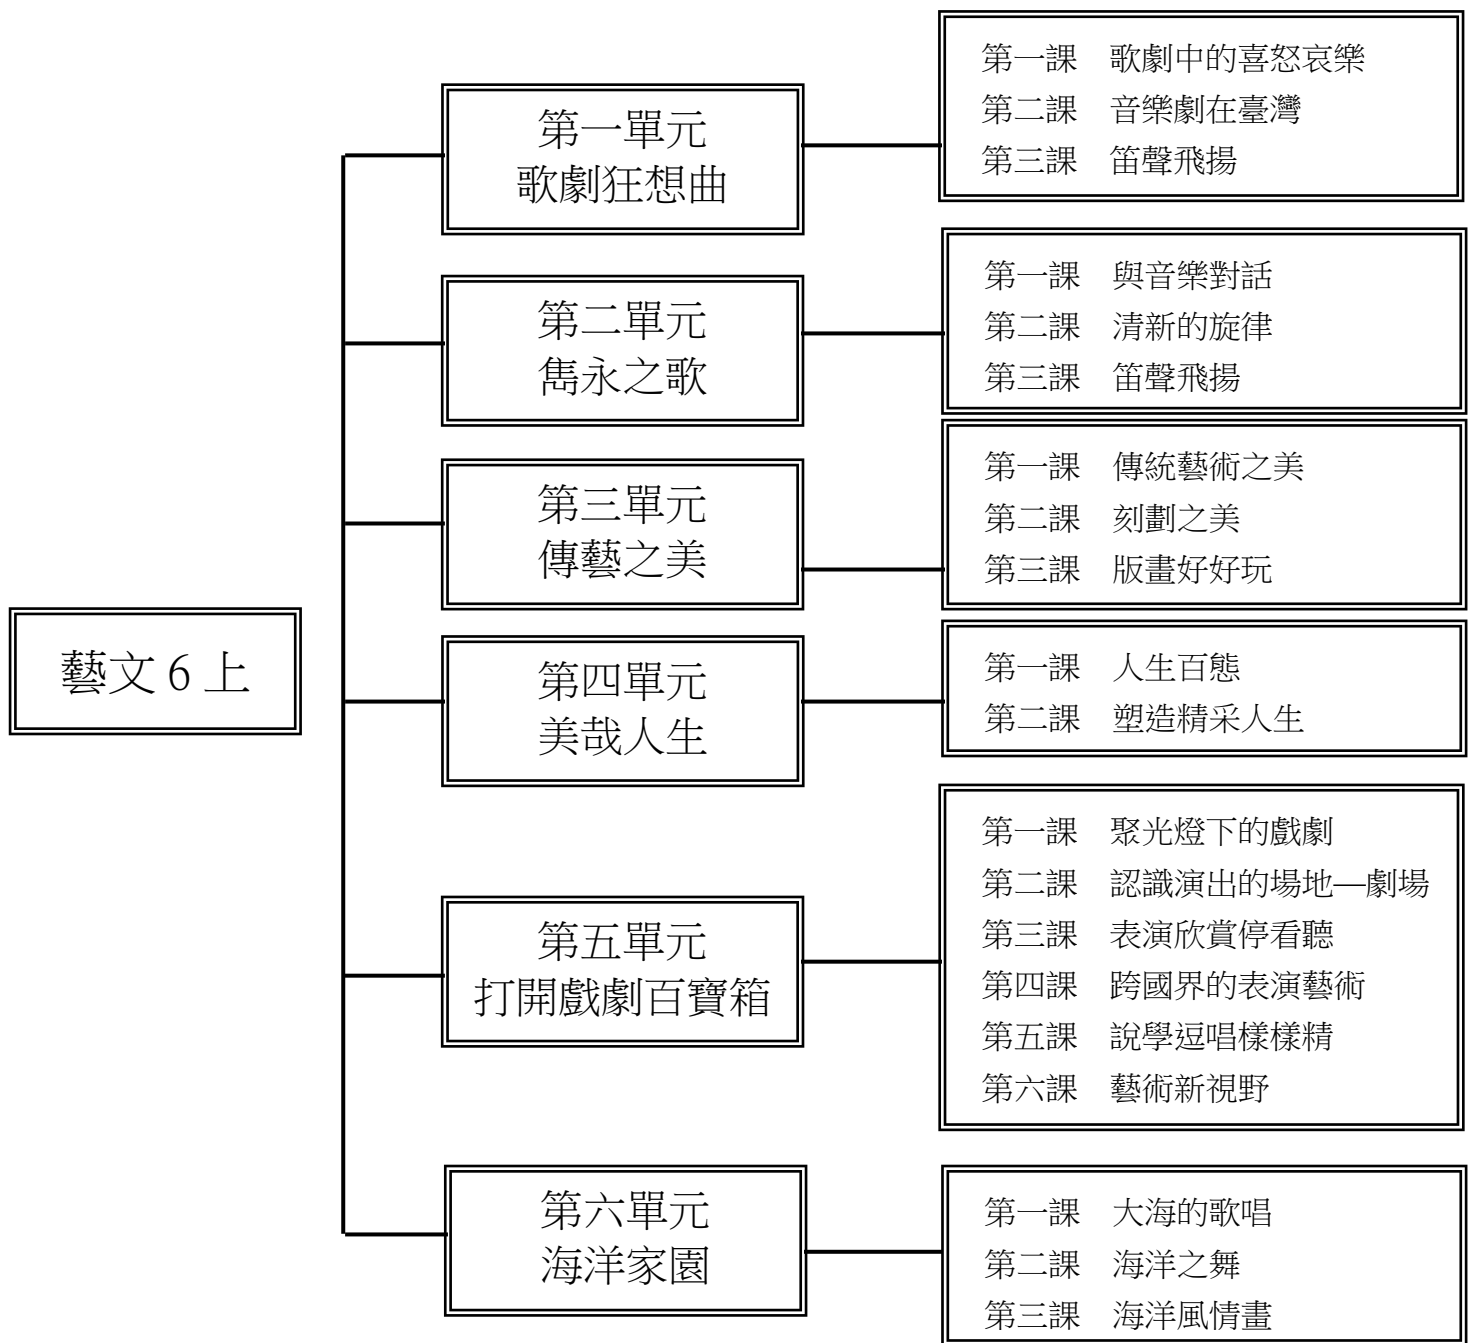 藝文 6 上
第一單元
歌劇狂想曲
第一課 歌劇中的喜怒哀樂
第二課 音樂劇在臺灣
第三課 笛聲飛揚
第二單元
雋永之歌
第一課 與音樂對話
第二課 清新的旋律
第三課 笛聲飛揚
第三單元
傳藝之美
第一課 傳統藝術之美
第二課 刻劃之美
第三課 版畫好好玩
第四單元
美哉人生
第一課 人生百態
第二課 塑造精采人生
第五單元
打開戲劇百寶箱
第一課 聚光燈下的戲劇
第二課 認識演出的場地—劇場
第三課 表演欣賞停看聽
第四課 跨國界的表演藝術
第五課 說學逗唱樣樣精
第六課 藝術新視野
第六單元
海洋家園
第一課 大海的歌唱
第二課 海洋之舞
第三課 海洋風情畫